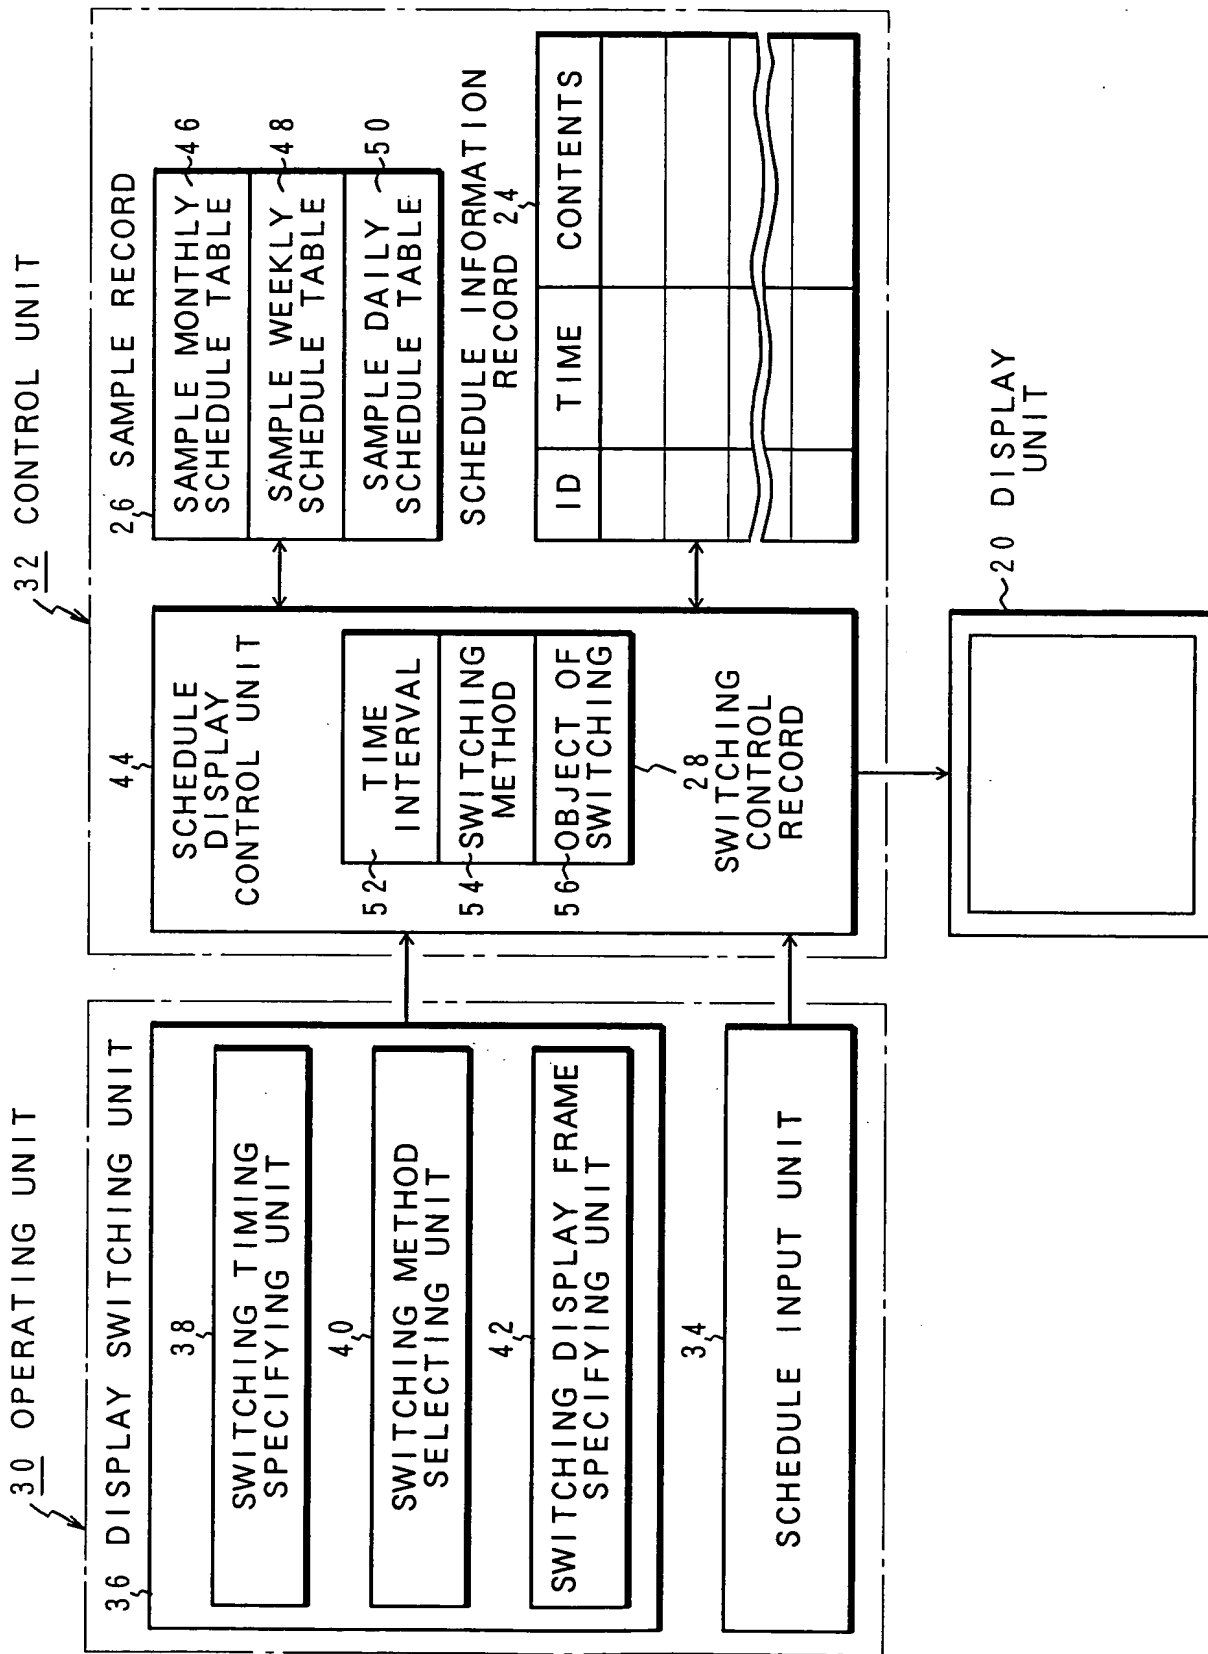 30 OPERATING UNIT
36 DISPLAY SWITCHING UNIT
38
SWITCHING TIMING
SPECIFYING UNIT
40
SWITCHING METHOD
SELECTING UNIT
42
SWITCHING DISPLAY FRAME
SPECIFYING UNIT
34
SCHEDULE INPUT UNIT
32 CONTROL UNIT
44
SCHEDULE
DISPLAY
CONTROL UNIT
52
TIME
INTERVAL
54
SWITCHING
METHOD
56
OBJECT OF
SWITCHING
28
SWITCHING
CONTROL
RECORD
26 SAMPLE RECORD
SAMPLE MONTHLY
SCHEDULE TABLE
46
SAMPLE WEEKLY
SCHEDULE TABLE
48
SAMPLE DAILY
SCHEDULE TABLE
50
SCHEDULE INFORMATION
RECORD 24
ID TIME CONTENTS
20 DISPLAY
UNIT